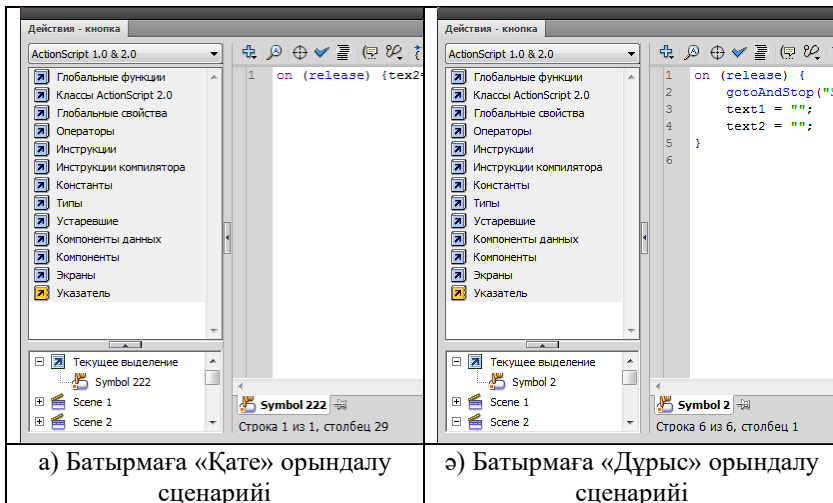 Действия - кнопка
ActionScript 1.0 & 2.0
Глобальные функции
Классы ActionScript 2.0
Глобальные свойства
Операторы
Инструкции
Инструкции компилятора
Константы
Типы
Устаревшие
Компоненты данных
Компоненты
Экраны
Указатель
Текущее выделение
Symbol 222
Scene 1
Scene 2
1 on (release) {tex2=
Symbol 222
Строка 1 из 1, столбец 29
а) Батырмаға «Қате» орындалу
сценарийі
Действия - кнопка
ActionScript 1.0 & 2.0
Глобальные функции
Классы ActionScript 2.0
Глобальные свойства
Операторы
Инструкции
Инструкции компилятора
Константы
Типы
Устаревшие
Компоненты данных
Компоненты
Экраны
Указатель
Текущее выделение
Symbol 2
Scene 1
Scene 2
1 on (release) {
2 gotoAndStop("S
3 text1 = "";
4 text2 = "";
5 }
6
Symbol 2
Строка 6 из 6, столбец 1
ә) Батырмаға «Дұрыс» орындалу
сценарийі